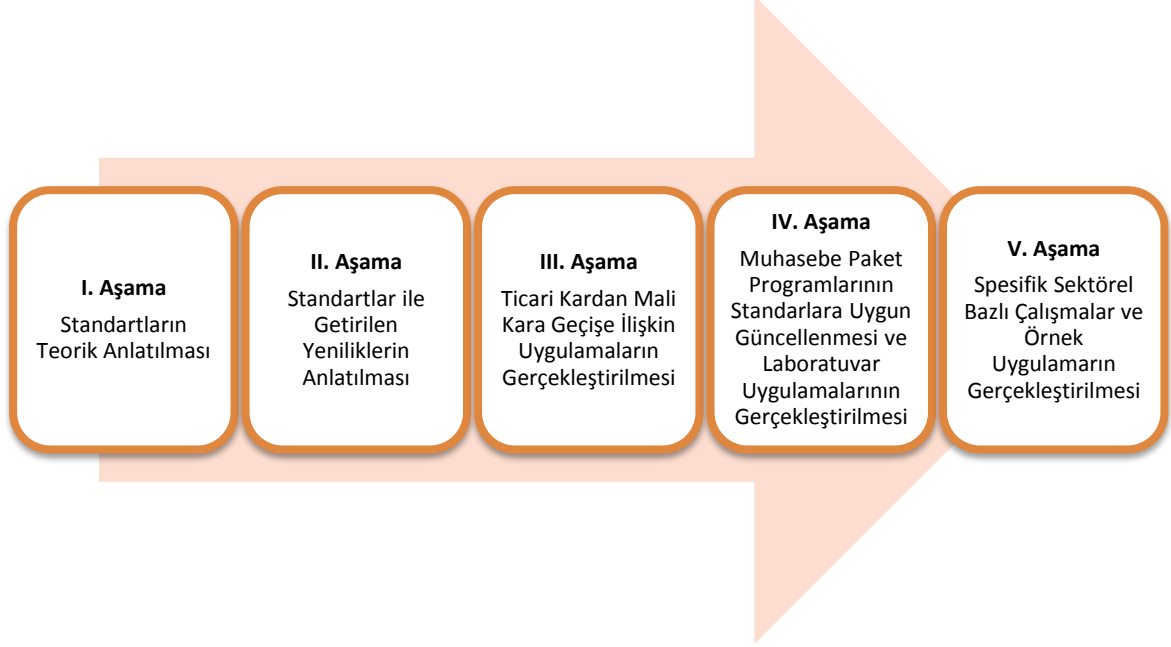 I. Aşama
Standartların
Teorik Anlatılması
II. Aşama
Standartlar ile
Getirilen
Yeniliklerin
Anlatılması
III. Aşama
Ticari Kardan Mali
Kara Geçişe İlişkin
Uygulamaların
Gerçekleştirilmesi
IV. Aşama
Muhasebe Paket
Programlarının
Standarlara Uygun
Güncellenmesi ve
Laboratuvar
Uygulamalarının
Gerçekleştirilmesi
V. Aşama
Spesifik Sektörel
Bazlı Çalışmalar ve
Örnek
Uygulamarın
Gerçekleştirilmesi